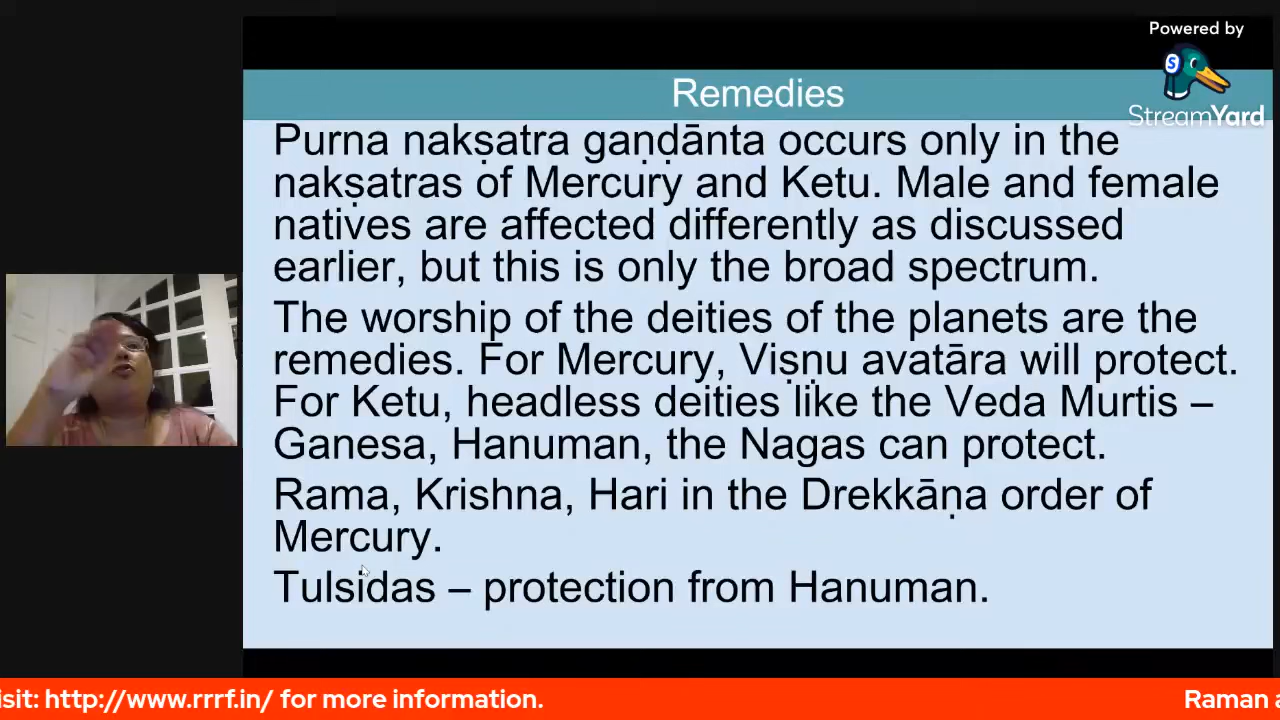 Powered by
StreamYard
Remedies
Purna nakṣatra gaṇḍānta occurs only in the
nakṣatras of Mercury and Ketu. Male and female
natives are affected differently as discussed
earlier, but this is only the broad spectrum.
The worship of the deities of the planets are the
remedies. For Mercury, Viṣṇu avatāra will protect.
For Ketu, headless deities like the Veda Murtis –
Ganesa, Hanuman, the Nagas can protect.
Rama, Krishna, Hari in the Drekkāṇa order of
Mercury.
Tulsidas – protection from Hanuman.
isit: http://www.rrrf.in/ for more information. Raman a